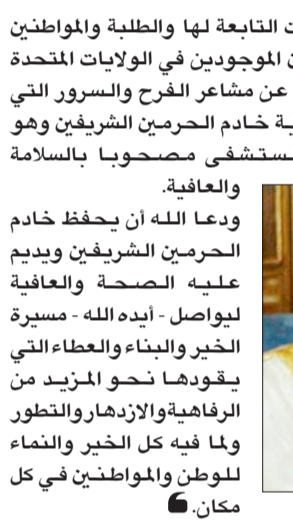 ت التابعة لها والطلبة والمواطنين
ن الموجودين في الولايات المتحدة
عن مشاعر الفرح والسرور التي
ية خادم الحرمين الشريفين وهو
ستشفى مصحوبا بالسلامة
والعافية.
ودعا الله أن يحفظ خادم
الحرمين الشريفين ويديم
عليه الصحة والعافية
ليواصل - أيده الله - مسيرة
الخير والبناء والعطاء التي
يقودها نحو المزيد من
الرفاهية والازدهار والتطور
ولما فيه كل الخير والنماء
للوطن والمواطنين في كل
مكان.